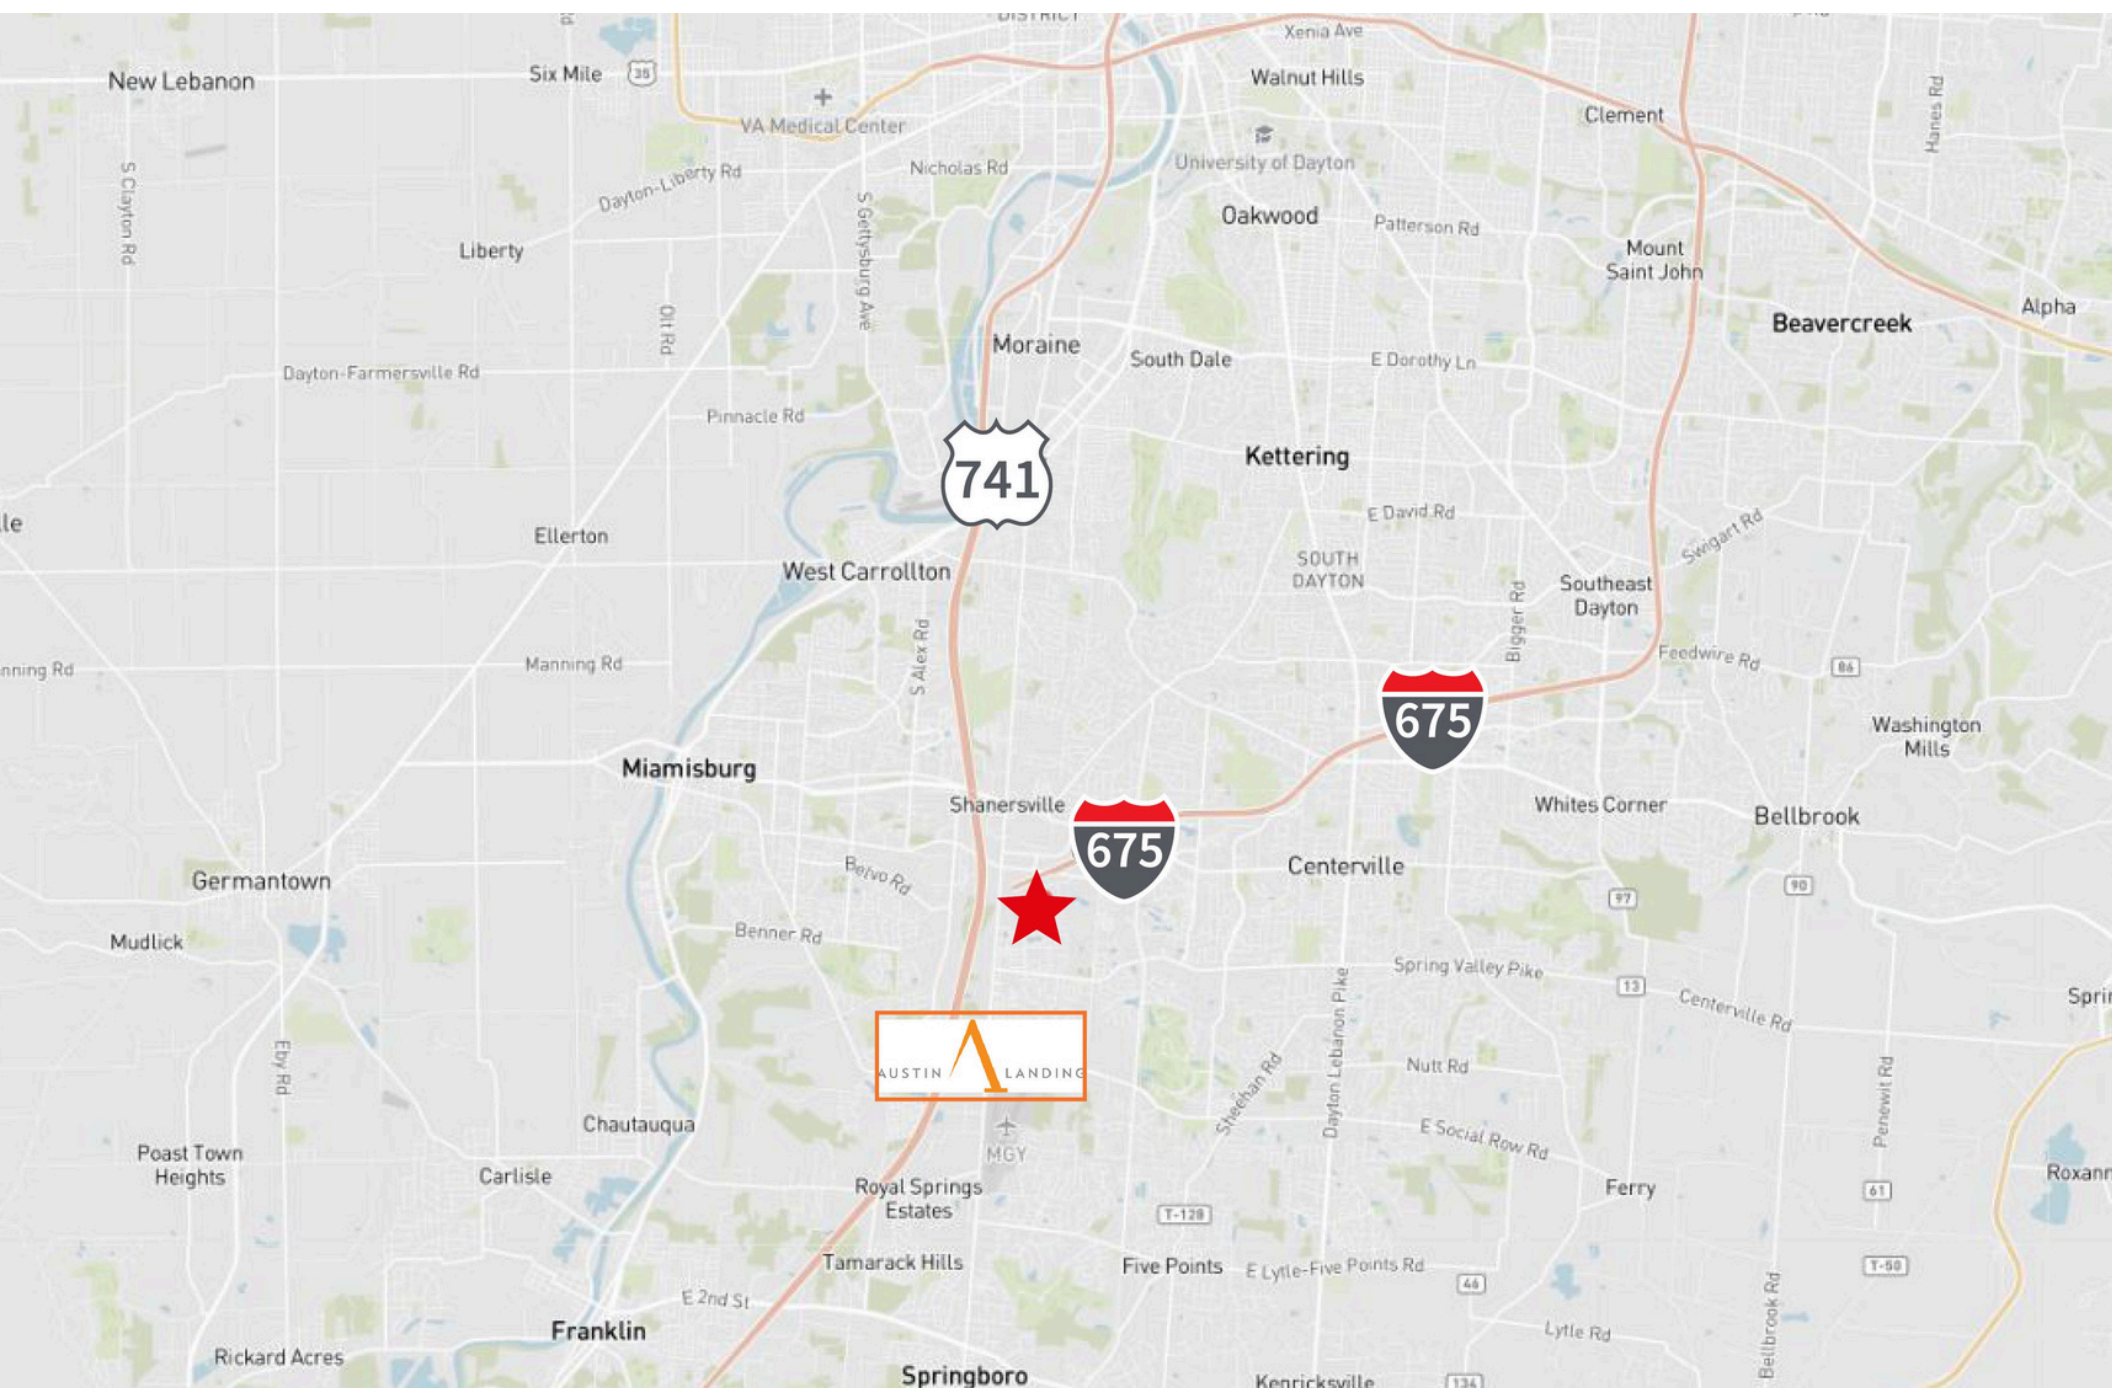 DISTRICT
Xenia Ave
New Lebanon
Six Mile
35
Walnut Hills
Hanes Rd
Clement
VA Medical Center
University of Dayton
Nicholas Rd
Dayton-Liberty Rd
S Clayton Rd
S Gettysburg Ave
Oakwood
Patterson Rd
Liberty
Mount
Saint John
Alpha
Beavercreek
Olt Rd
Moraine
South Dale
E Dorothy Ln
Dayton-Farmersville Rd
Pinnacle Rd
Kettering
741
E David Rd
Swigart Rd
Ellerton
SOUTH
DAYTON
West Carrollton
Southeast
Dayton
Bigger Rd
S Alex Rd
Manning Rd
Feedwire Rd
86
675
Washington
Mills
Miamisburg
Shanersville
Whites Corner
Bellbrook
675
Centerville
Belvo Rd
Germantown
90
97
Benner Rd
Mudlick
Spring Valley Pike
13
Centerville Rd
Dayton Lebanon Pike
AUSTIN LANDING
Eby Rd
Nutt Rd
Sheehan Rd
Penewit Rd
Chautauqua
E Social Row Rd
MGY
Poast Town
Heights
Carlisle
Royal Springs
Estates
Ferry
61
T-128
Tamarack Hills
Five Points
E Lytle-Five Points Rd
T-50
46
E 2nd St
Franklin
Lytle Rd
Bellbrook Rd
Rickard Acres
Springboro
Kenricksville
134